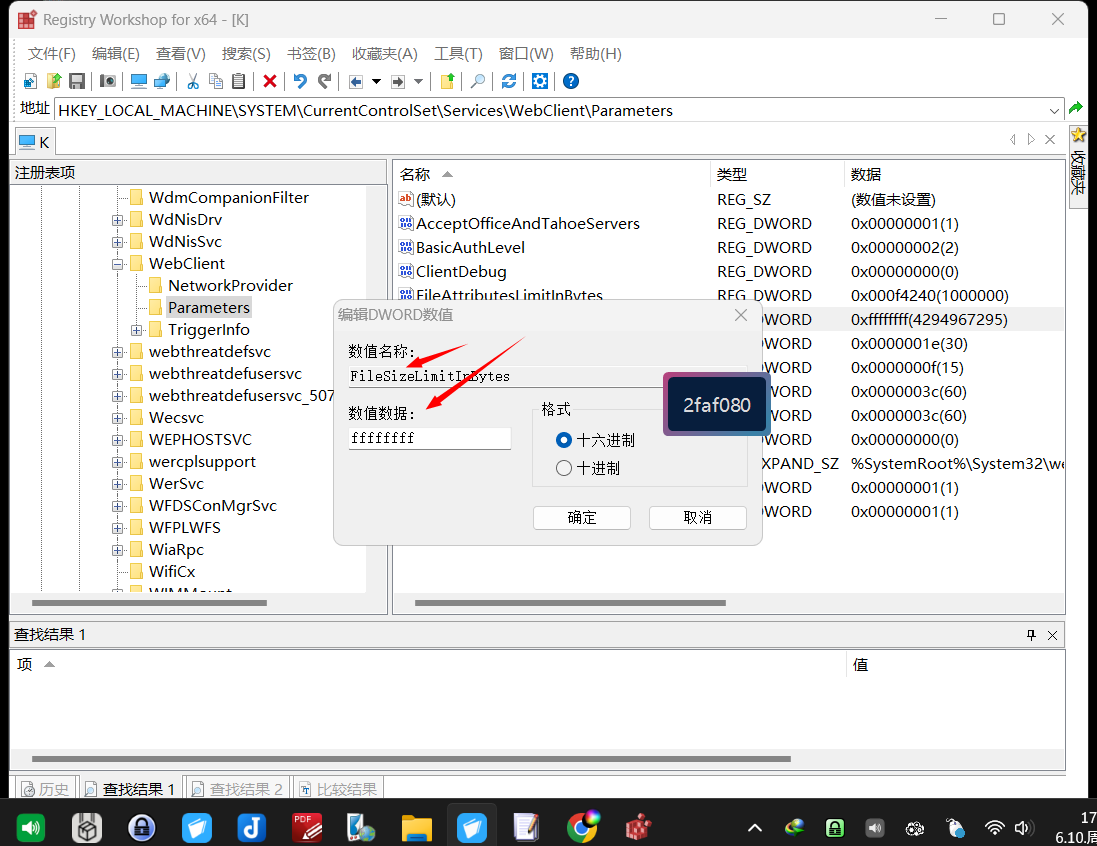 Registry Workshop for x64 - [K]
文件(F) 编辑(E) 查看(V) 搜索(S) 书签(B) 收藏夹(A) 工具(T) 窗口(W) 帮助(H)
地址 HKEY_LOCAL_MACHINE\SYSTEM\CurrentControlSet\Services\WebClient\Parameters
K
收藏夹
注册表项
WdmCompanionFilter
WdNisDrv
WdNisSvc
WebClient
NetworkProvider
Parameters
TriggerInfo
webthreatdefsvc
webthreatdefusersvc
webthreatdefusersvc_507
Wecsvc
WEPHOSTSVC
wercplsupport
WerSvc
WFDSConMgrSvc
WFPLWFS
WiaRpc
WifiCx
WIMMount
名称 类型 数据
(默认) REG_SZ (数值未设置)
AcceptOfficeAndTahoeServers REG_DWORD 0x00000001(1)
BasicAuthLevel REG_DWORD 0x00000002(2)
ClientDebug REG_DWORD 0x00000000(0)
FileAttributesLimitInBytes REG_DWORD 0x000f4240(1000000)
DWORD 0xffffffff(4294967295)
DWORD 0x0000001e(30)
DWORD 0x0000000f(15)
0x0000003c(60)
0x0000003c(60)
DWORD 0x00000000(0)
XPAND_SZ %SystemRoot%\System32\we
DWORD 0x00000001(1)
DWORD 0x00000001(1)
编辑DWORD数值
数值名称:
FileSizeLimitInBytes
数值数据:
ffffffff
格式
十六进制
十进制
确定 取消
2faf080
查找结果 1
项 值
历史 查找结果 1 查找结果 2 比较结果
PDF
17
6.10.周